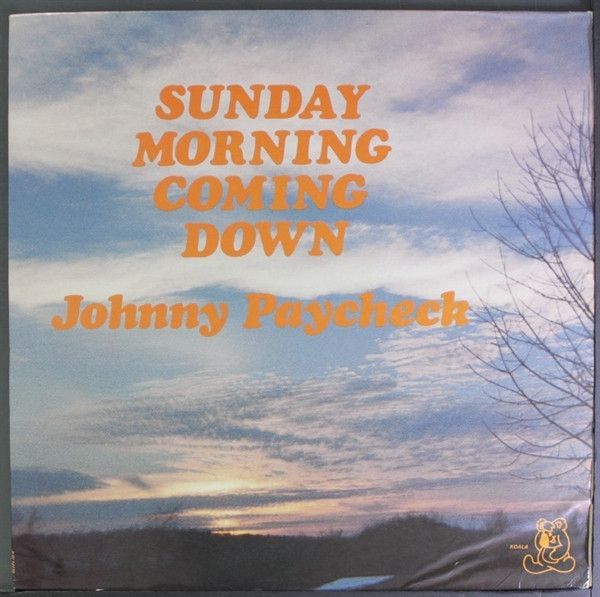 SUNDAY
MORNING
COMING
DOWN
Johnny Paycheck
KOALA